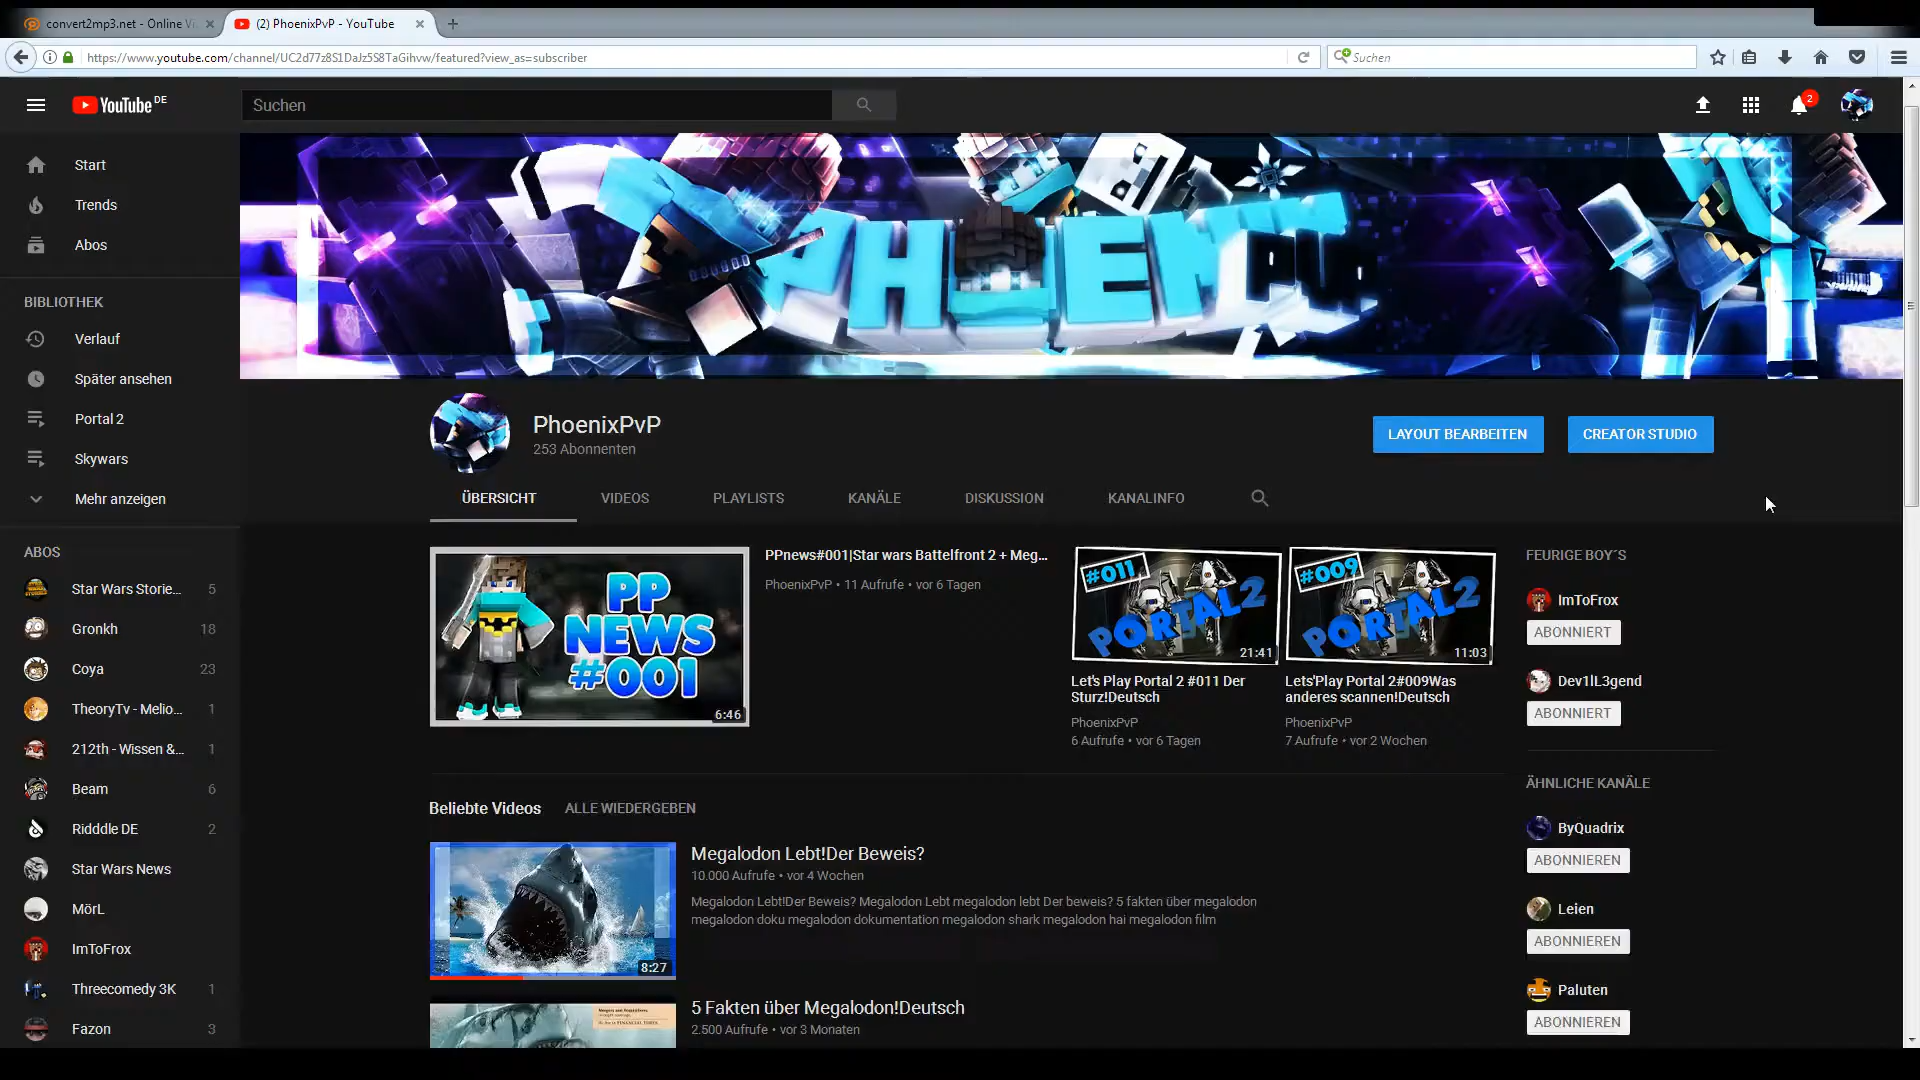 convert2mp3.net - Online Vi
(2) PhoenixPvP - YouTube
https://www.youtube.com/channel/UC2d77z8S1DaJz5S8TaGihvw/featured?view_as=subscriber
Suchen
YouTube DE
Suchen
2
Start
Trends
Abos
BIBLIOTHEK
Verlauf
Später ansehen
Portal 2
Skywars
Mehr anzeigen
ABOS
Star Wars Storie... 5
Gronkh 18
Coya 23
TheoryTv - Melio... 1
212th - Wissen &... 1
Beam 6
Ridddle DE 2
Star Wars News
MörL
ImToFrox
Threecomedy 3K 1
Fazon 3
PhoenixPvP
253 Abonnenten
LAYOUT BEARBEITEN
CREATOR STUDIO
ÜBERSICHT
VIDEOS
PLAYLISTS
KANÄLE
DISKUSSION
KANALINFO
PP
NEWS
#001
6:46
PPnews#001|Star wars Battelfront 2 + Meg...
PhoenixPvP • 11 Aufrufe • vor 6 Tagen
#011
PORTAL 2
21:41
Let's Play Portal 2 #011 Der
Sturz!Deutsch
PhoenixPvP
6 Aufrufe • vor 6 Tagen
#009
PORTAL 2
11:03
Lets'Play Portal 2#009Was
anderes scannen!Deutsch
PhoenixPvP
7 Aufrufe • vor 2 Wochen
Beliebte Videos
ALLE WIEDERGEBEN
8:27
Megalodon Lebt!Der Beweis?
10.000 Aufrufe • vor 4 Wochen
Megalodon Lebt!Der Beweis? Megalodon Lebt megalodon lebt Der beweis? 5 fakten über megalodon
megalodon doku megalodon dokumentation megalodon shark megalodon hai megalodon film
5 Fakten über Megalodon!Deutsch
2.500 Aufrufe • vor 3 Monaten
FEURIGE BOY´S
ImToFrox
ABONNIERT
Dev1lL3gend
ABONNIERT
ÄHNLICHE KANÄLE
ByQuadrix
ABONNIEREN
Leien
ABONNIEREN
Paluten
ABONNIEREN